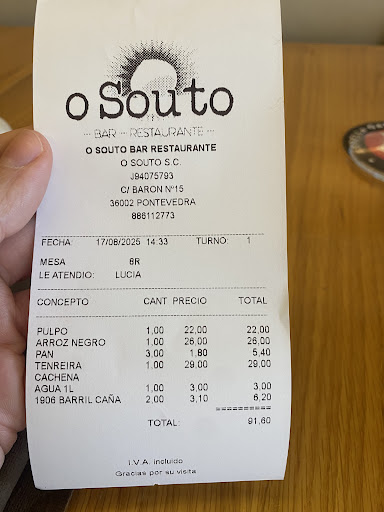 O Souto
BAR - RESTAURANTE
O SOUTO BAR RESTAURANTE
O SOUTO S.C.
J94075793
C/ BARON Nº15
36002 PONTEVEDRA
886112773
FECHA: 17/08/2025 14:33 TURNO: 1
MESA 6R
LE ATENDIO: LUCIA
CONCEPTO CANT PRECIO TOTAL
PULPO 1,00 22,00 22,00
ARROZ NEGRO 1,00 26,00 26,00
PAN 3,00 1,80 5,40
TENREIRA 1,00 29,00 29,00
CACHENA
AGUA 1L 1,00 3,00 3,00
1906 BARRIL CAÑA 2,00 3,10 6,20
==========
TOTAL: 91,60
I.V.A. incluido
Gracias por su visita